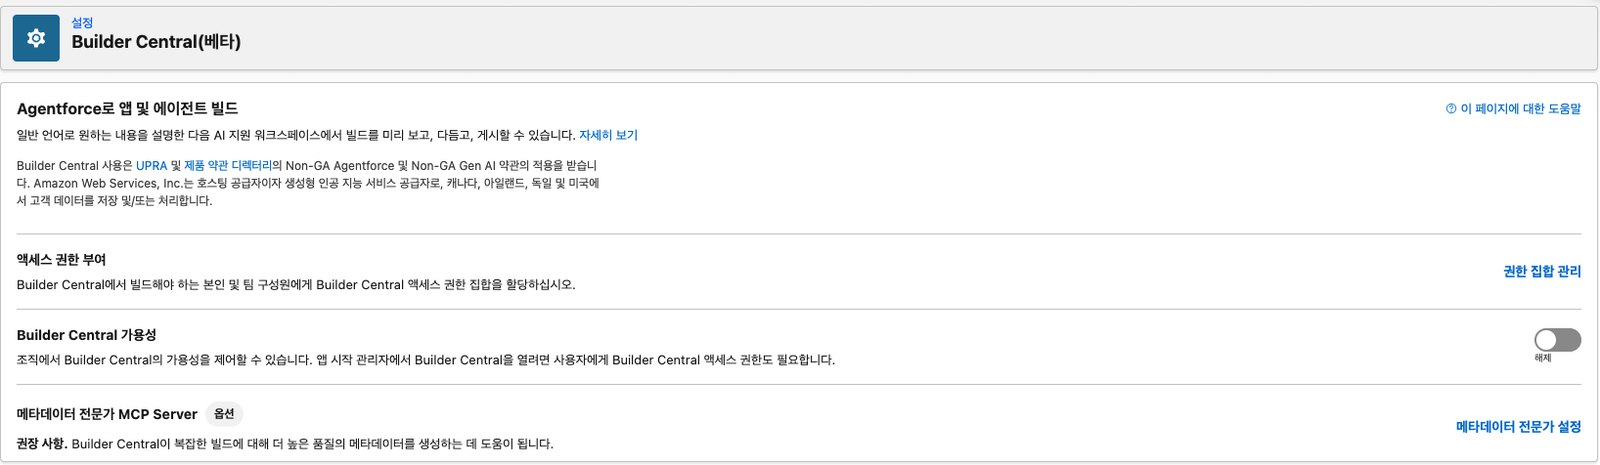 설정
Builder Central(베타)
Agentforce로 앱 및 에이전트 빌드
이 페이지에 대한 도움말
일반 언어로 원하는 내용을 설명한 다음 AI 지원 워크스페이스에서 빌드를 미리 보고, 다듬고, 게시할 수 있습니다. 자세히 보기
Builder Central 사용은 UPRA 및 제품 약관 디렉터리의 Non-GA Agentforce 및 Non-GA Gen AI 약관의 적용을 받습니
다. Amazon Web Services, Inc.는 호스팅 공급자이자 생성형 인공 지능 서비스 공급자로, 캐나다, 아일랜드, 독일 및 미국에
서 고객 데이터를 저장 및/또는 처리합니다.
액세스 권한 부여
권한 집합 관리
Builder Central에서 빌드해야 하는 본인 및 팀 구성원에게 Builder Central 액세스 권한 집합을 할당하십시오.
Builder Central 가용성
조직에서 Builder Central의 가용성을 제어할 수 있습니다. 앱 시작 관리자에서 Builder Central을 열려면 사용자에게 Builder Central 액세스 권한도 필요합니다.
해제
메타데이터 전문가 MCP Server 옵션
메타데이터 전문가 설정
권장 사항. Builder Central이 복잡한 빌드에 대해 더 높은 품질의 메타데이터를 생성하는 데 도움이 됩니다.